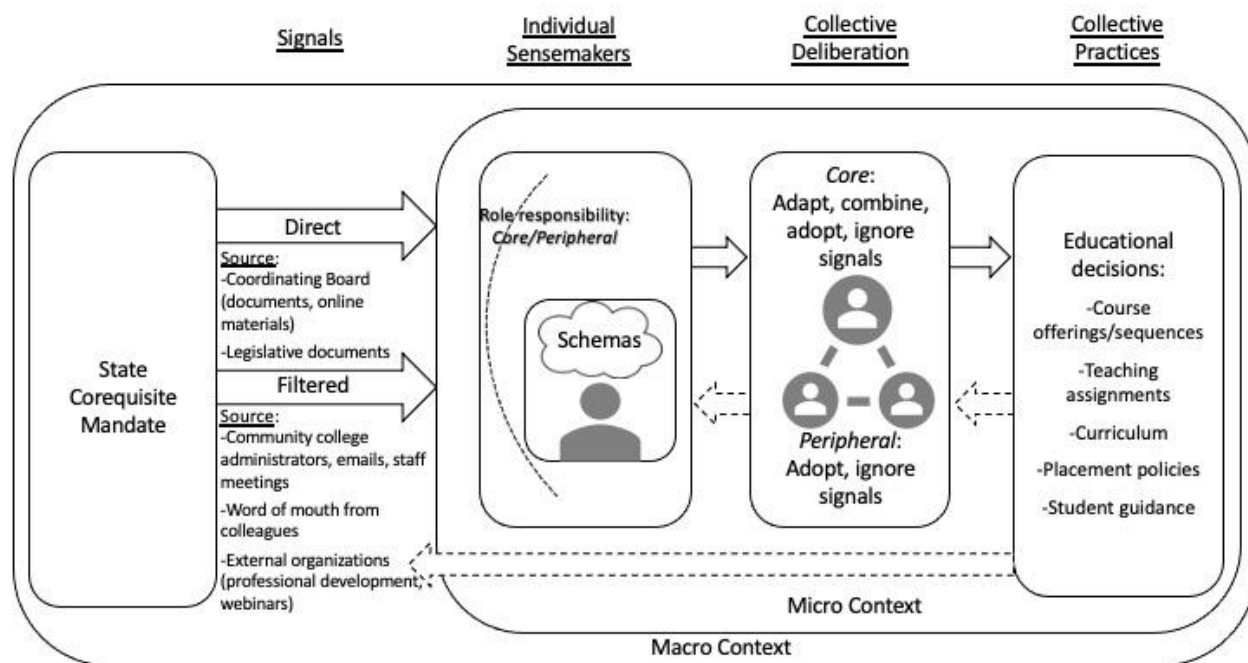 Signals
Individual
Sensemakers
Collective
Deliberation
Collective
Practices
State
Corequisite
Mandate
Direct
Source:
-Coordinating Board
(documents, online
materials)
-Legislative documents
Filtered
Source:
-Community college
administrators, emails, staff
meetings
-Word of mouth from
colleagues
-External organizations
(professional development,
webinars)
Role responsibility:
Core/Peripheral
Schemas
Core:
Adapt, combine,
adopt, ignore
signals
Peripheral:
Adopt, ignore
signals
Educational
decisions:
-Course
offerings/sequences
-Teaching
assignments
-Curriculum
-Placement policies
-Student guidance
Micro Context
Macro Context